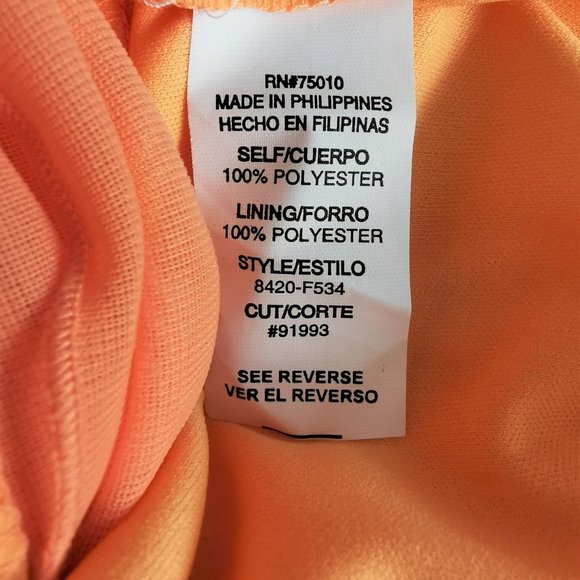 RN#75010
MADE IN PHILIPPINES
HECHO EN FILIPINAS
SELF/CUERPO
100% POLYESTER
LINING/FORRO
100% POLYESTER
STYLE/ESTILO
8420-F534
CUT/CORTE
#91993
SEE REVERSE
VER EL REVERSO